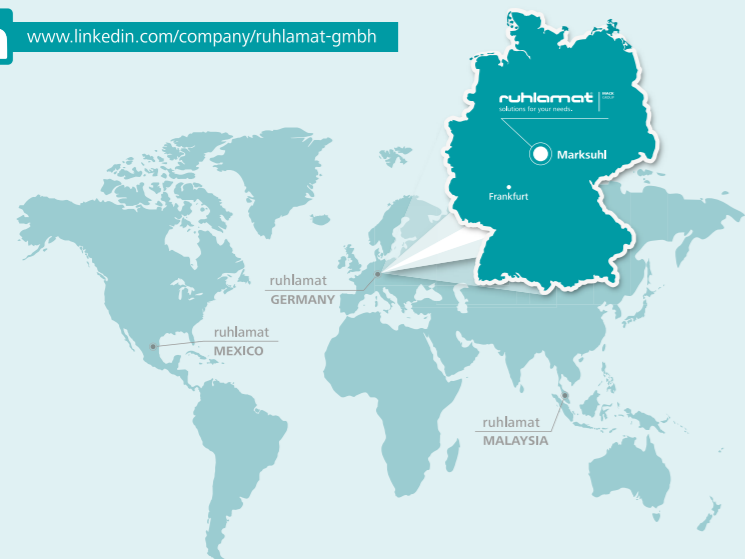 www.linkedin.com/company/ruhlamat-gmbh
ruhlamat
solutions for your needs.
Marksuhl
Frankfurt
ruhlamat
GERMANY
ruhlamat
MEXICO
ruhlamat
MALAYSIA